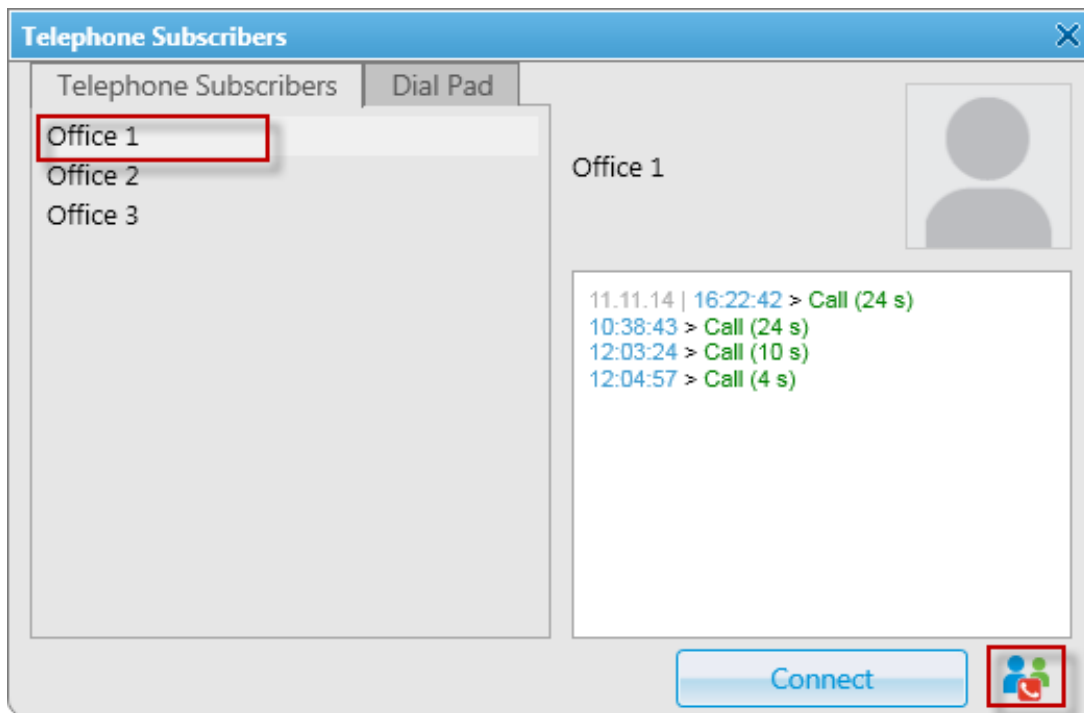 Telephone Subscribers
Telephone Subscribers
Dial Pad
Office 1
Office 2
Office 3
Office 1
11.11.14 | 16:22:42 > Call (24 s)
10:38:43 > Call (24 s)
12:03:24 > Call (10 s)
12:04:57 > Call (4 s)
Connect